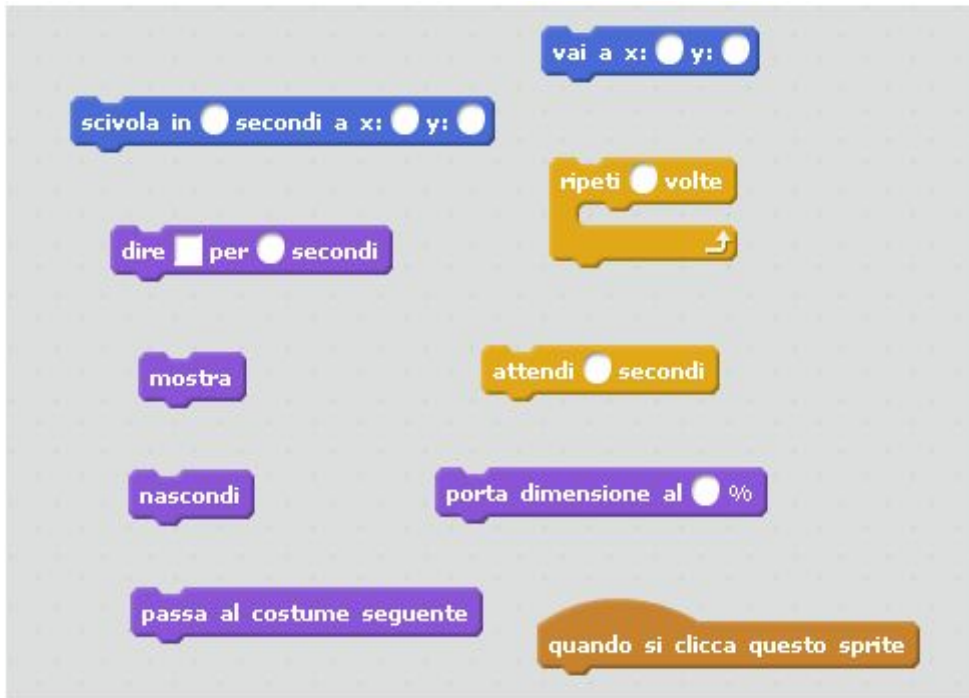 vai a x: y:
scivola in secondi a x: y:
ripeti volte
dire per secondi
mostra
attendi secondi
nascondi
porta dimensione al %
passa al costume seguente
quando si clicca questo sprite